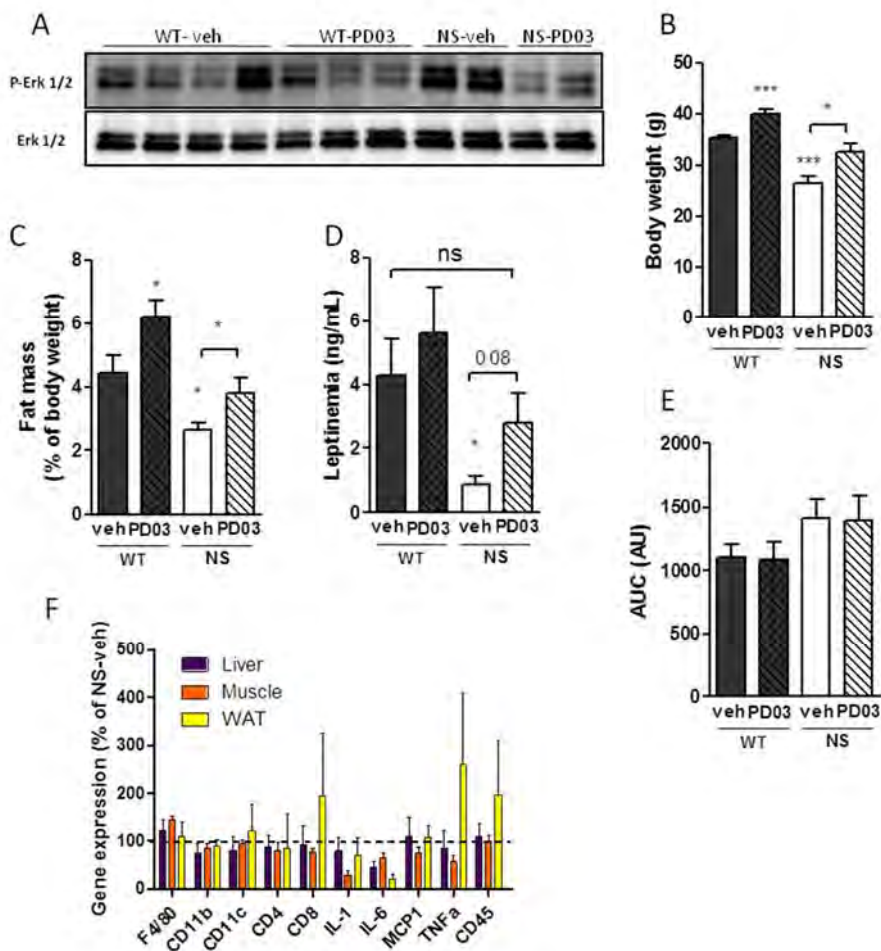 A
WT- veh WT-PD03 NS-veh NS-PD03
P-Erk 1/2
Erk 1/2
B
Body weight (g)
50
40
30
20
10
0
***
***
*
veh PD03 veh PD03
WT NS
C
Fat mass
(% of body weight)
8
6
4
2
0
*
*
*
veh PD03 veh PD03
WT NS
D
Leptinemia (ng/mL)
8
6
4
2
0
ns
0 08
*
veh PD03 veh PD03
WT NS
E
AUC (AU)
2000
1500
1000
500
0
veh PD03 veh PD03
WT NS
F
Gene expression (% of NS-veh)
500
400
300
200
100
0
Liver
Muscle
WAT
F4/80 CD11b CD11c CD4 CD8 IL-1 IL-6 MCP1 TNFa CD45